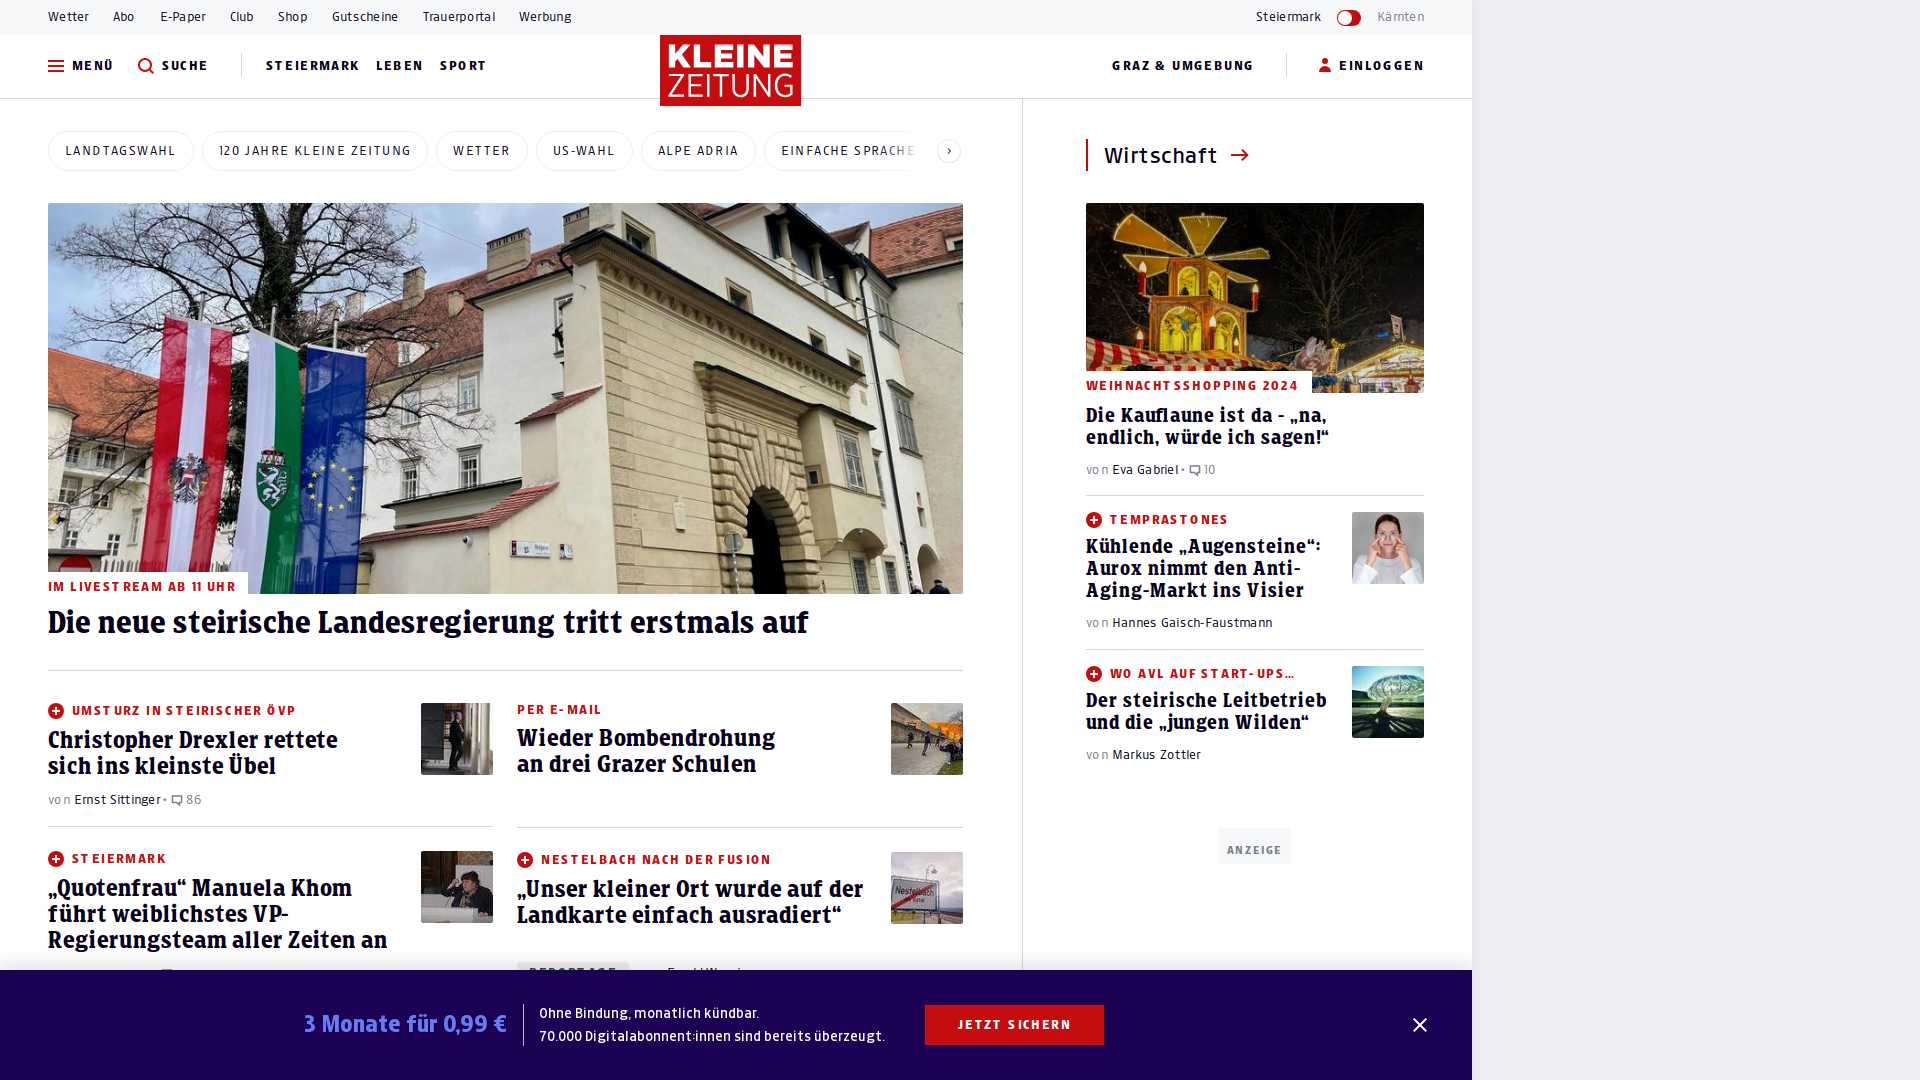 Wetter Abo E-Paper Club Shop Gutscheine Trauerportal Werbung Steiermark Kärnten
MENÜ SUCHE STEIERMARK LEBEN SPORT KLEINE ZEITUNG GRAZ & UMGEBUNG EINLOGGEN
LANDTAGSWAHL 120 JAHRE KLEINE ZEITUNG WETTER US-WAHL ALPE ADRIA EINFACHE SPRACHE
IM LIVESTREAM AB 11 UHR
Die neue steirische Landesregierung tritt erstmals auf
UMSTURZ IN STEIRISCHER ÖVP
Christopher Drexler rettete
sich ins kleinste Übel
von Ernst Sittinger • 86
PER E-MAIL
Wieder Bombendrohung
an drei Grazer Schulen
STEIERMARK
„Quotenfrau“ Manuela Khom
führt weiblichstes VP-
Regierungsteam aller Zeiten an
NESTELBACH NACH DER FUSION
„Unser kleiner Ort wurde auf der
Landkarte einfach ausradiert“
Nestelbach
Wirtschaft
WEIHNACHTSSHOPPING 2024
Die Kauflaune ist da - „na,
endlich, würde ich sagen!“
von Eva Gabriel • 10
TEMPRASTONES
Kühlende „Augensteine“:
Aurox nimmt den Anti-
Aging-Markt ins Visier
von Hannes Gaisch-Faustmann
WO AVL AUF START-UPS…
Der steirische Leitbetrieb
und die „jungen Wilden“
von Markus Zottler
ANZEIGE
3 Monate für 0,99 €
Ohne Bindung, monatlich kündbar.
70.000 Digitalabonnent:innen sind bereits überzeugt.
JETZT SICHERN